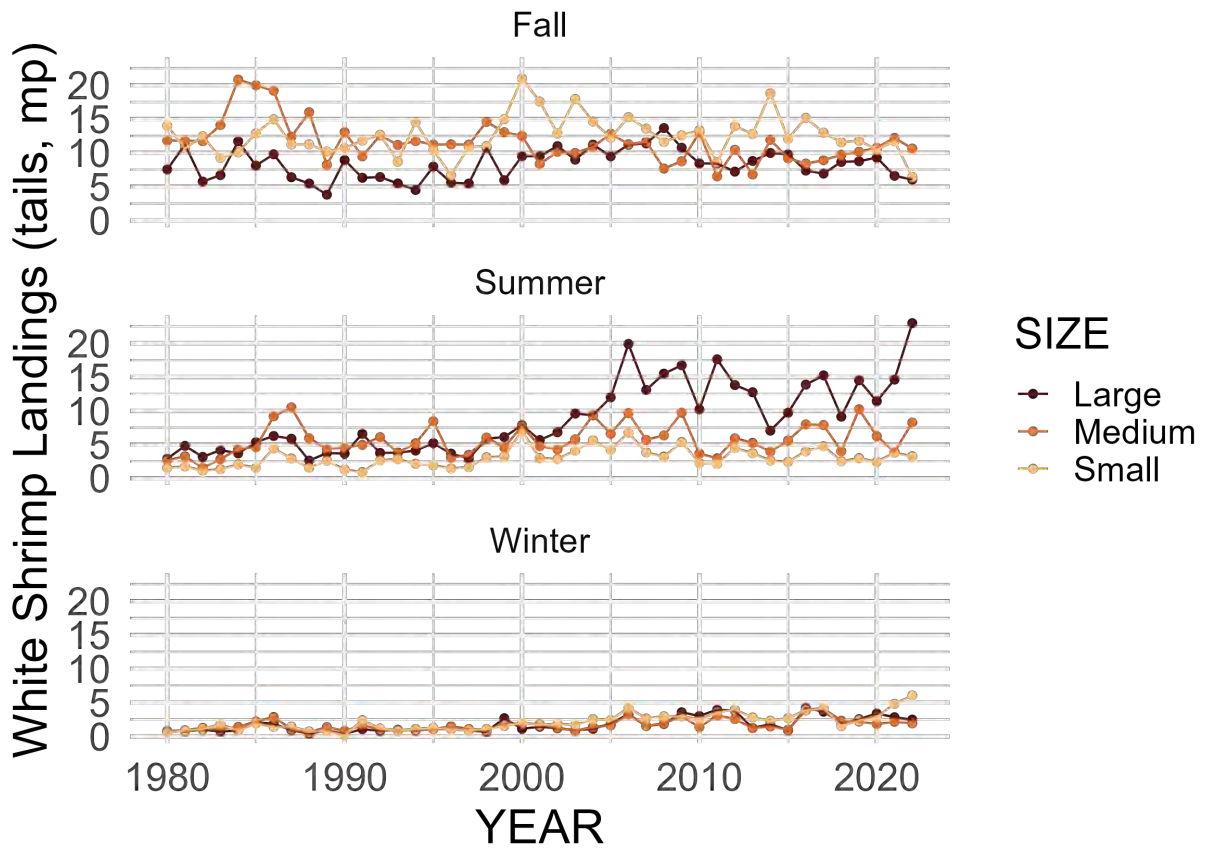 Fall
20
15
10
5
0
Summer
20
15
10
5
0
Winter
20
15
10
5
0
1980 1990 2000 2010 2020
YEAR
White Shrimp Landings (tails, mp)
SIZE
Large
Medium
Small